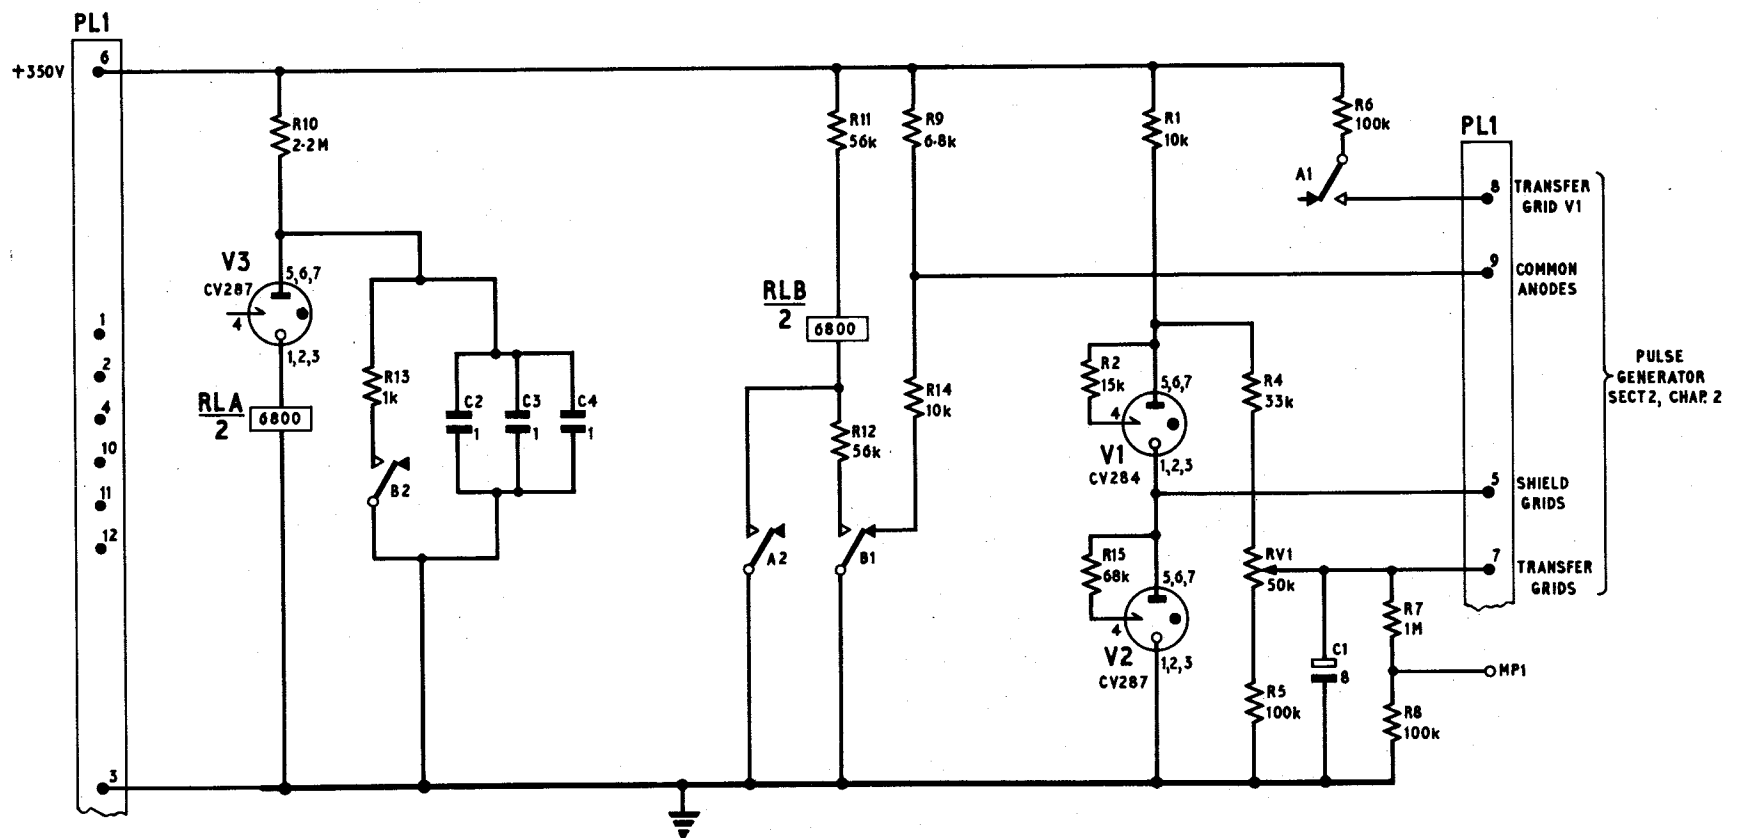 PL1
+350V
6
R10
2·2M
R11
56k
R9
6·8k
R1
10k
R6
100k
PL1
A1
8
TRANSFER
GRID V1
V3
CV287
5,6,7
4
1,2,3
9
COMMON
ANODES
RLB
2
6800
1
2
4
10
11
12
R13
1k
RLA
2
6800
C2
1
C3
1
C4
1
B2
R14
10k
R12
56k
R2
15k
5,6,7
4
V1
CV284
1,2,3
R4
33k
PULSE
GENERATOR
SECT 2, CHAP. 2
5
SHIELD
GRIDS
A2
B1
R15
68k
5,6,7
4
V2
CV287
1,2,3
RV1
50k
7
TRANSFER
GRIDS
R7
1M
C1
8
MP1
R5
100k
R8
100k
3